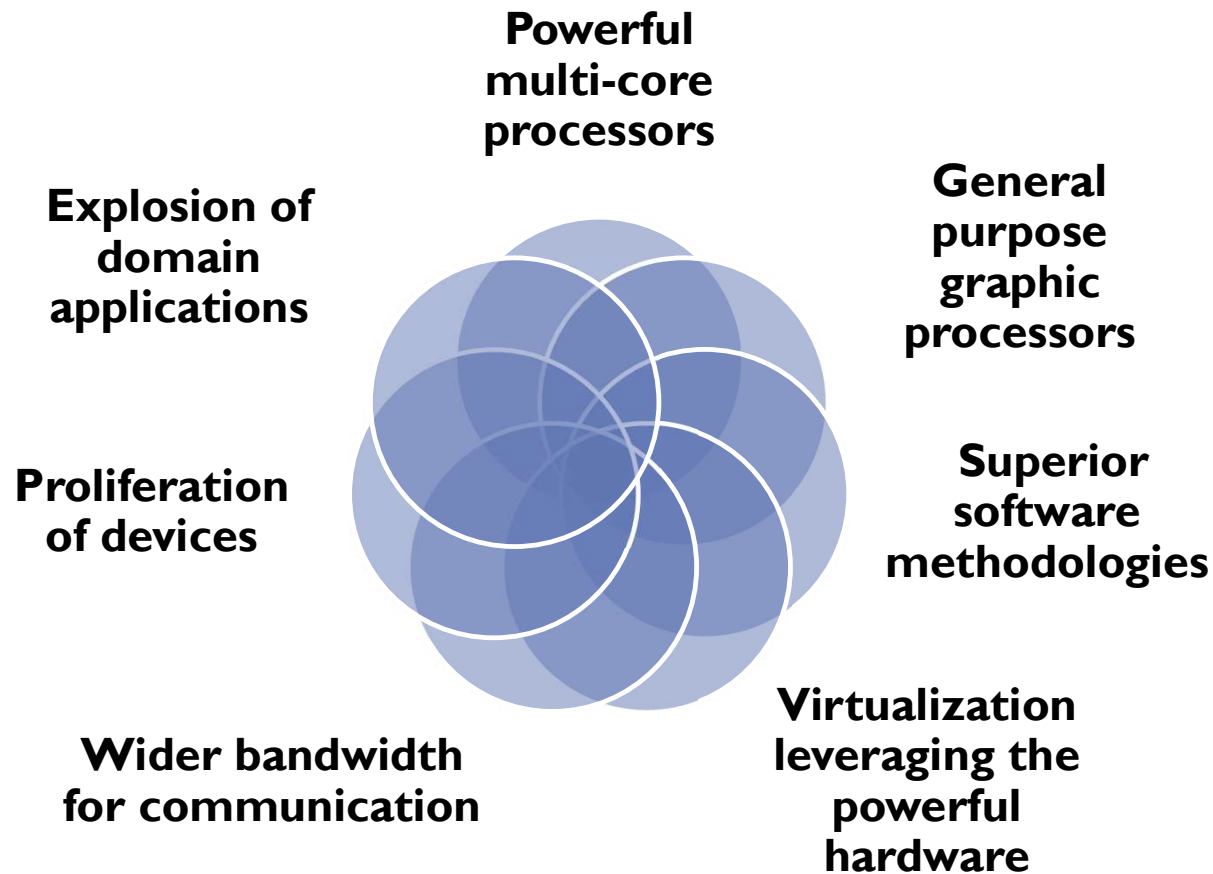 Powerful
multi-core
processors
General
purpose
graphic
processors
Superior
software
methodologies
Virtualization
leveraging the
powerful
hardware
Wider bandwidth
for communication
Proliferation
of devices
Explosion of
domain
applications